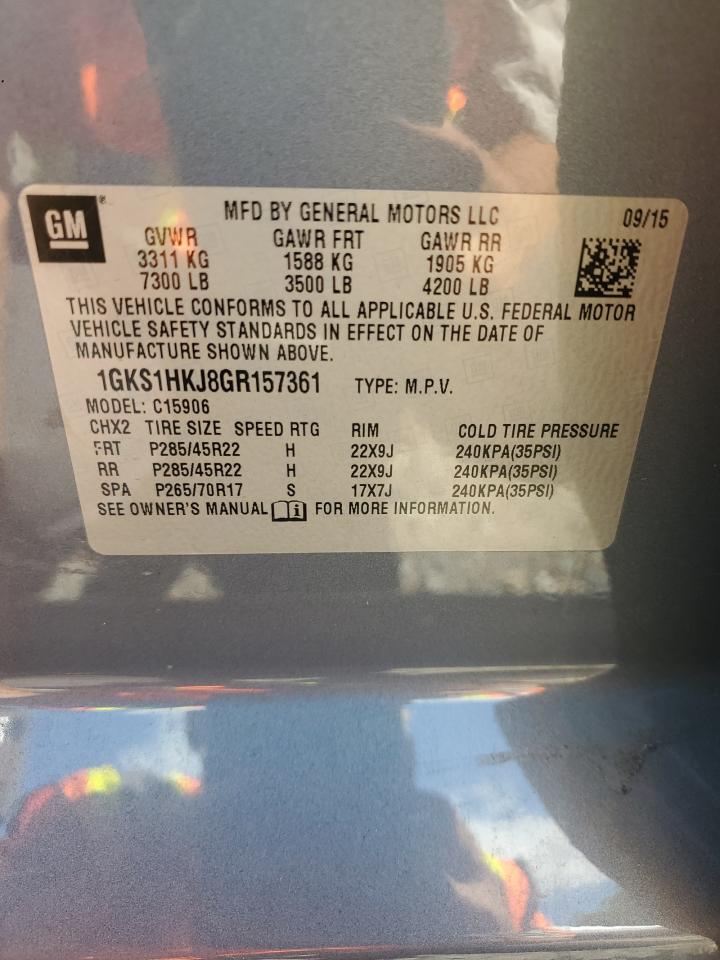 GM ® MFD BY GENERAL MOTORS LLC 09/15
GVWR GAWR FRT GAWR RR
3311 KG 1588 KG 1905 KG
7300 LB 3500 LB 4200 LB
THIS VEHICLE CONFORMS TO ALL APPLICABLE U.S. FEDERAL MOTOR
VEHICLE SAFETY STANDARDS IN EFFECT ON THE DATE OF
MANUFACTURE SHOWN ABOVE.
1GKS1HKJ8GR157361 TYPE: M.P.V.
MODEL: C15906
CHX2 TIRE SIZE SPEED RTG RIM COLD TIRE PRESSURE
FRT P285/45R22 H 22X9J 240KPA(35PSI)
RR P285/45R22 H 22X9J 240KPA(35PSI)
SPA P265/70R17 S 17X7J 240KPA(35PSI)
SEE OWNER'S MANUAL i FOR MORE INFORMATION.